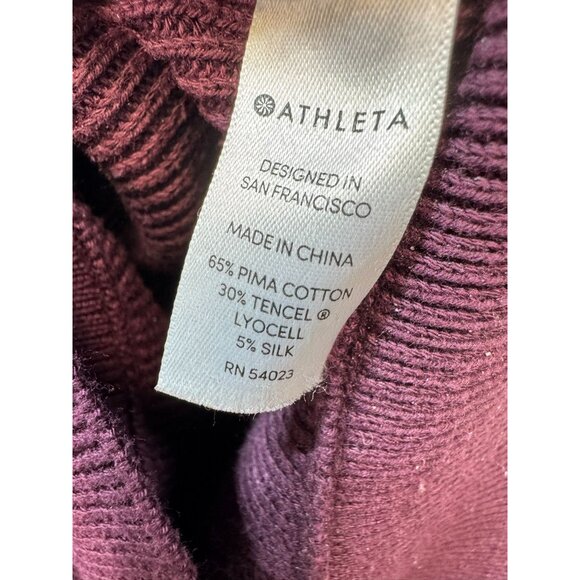 ATHLETA
DESIGNED IN
SAN FRANCISCO
MADE IN CHINA
65% PIMA COTTON
30% TENCEL®
LYOCELL
5% SILK
RN 54023